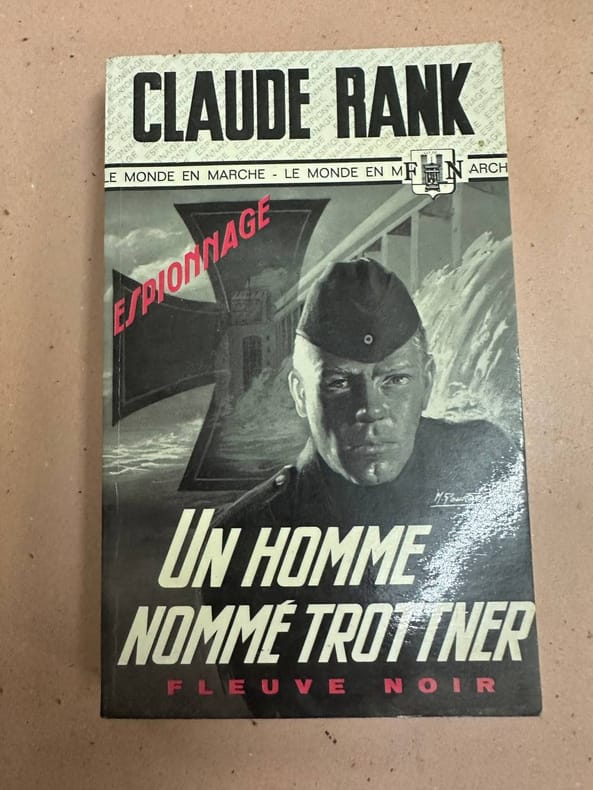 CLAUDE RANK
LE MONDE EN MARCHE - LE MONDE EN M
F N
ARCH
ESPIONNAGE
UN HOMME
NOMMÉ TROTTNER
FLEUVE NOIR